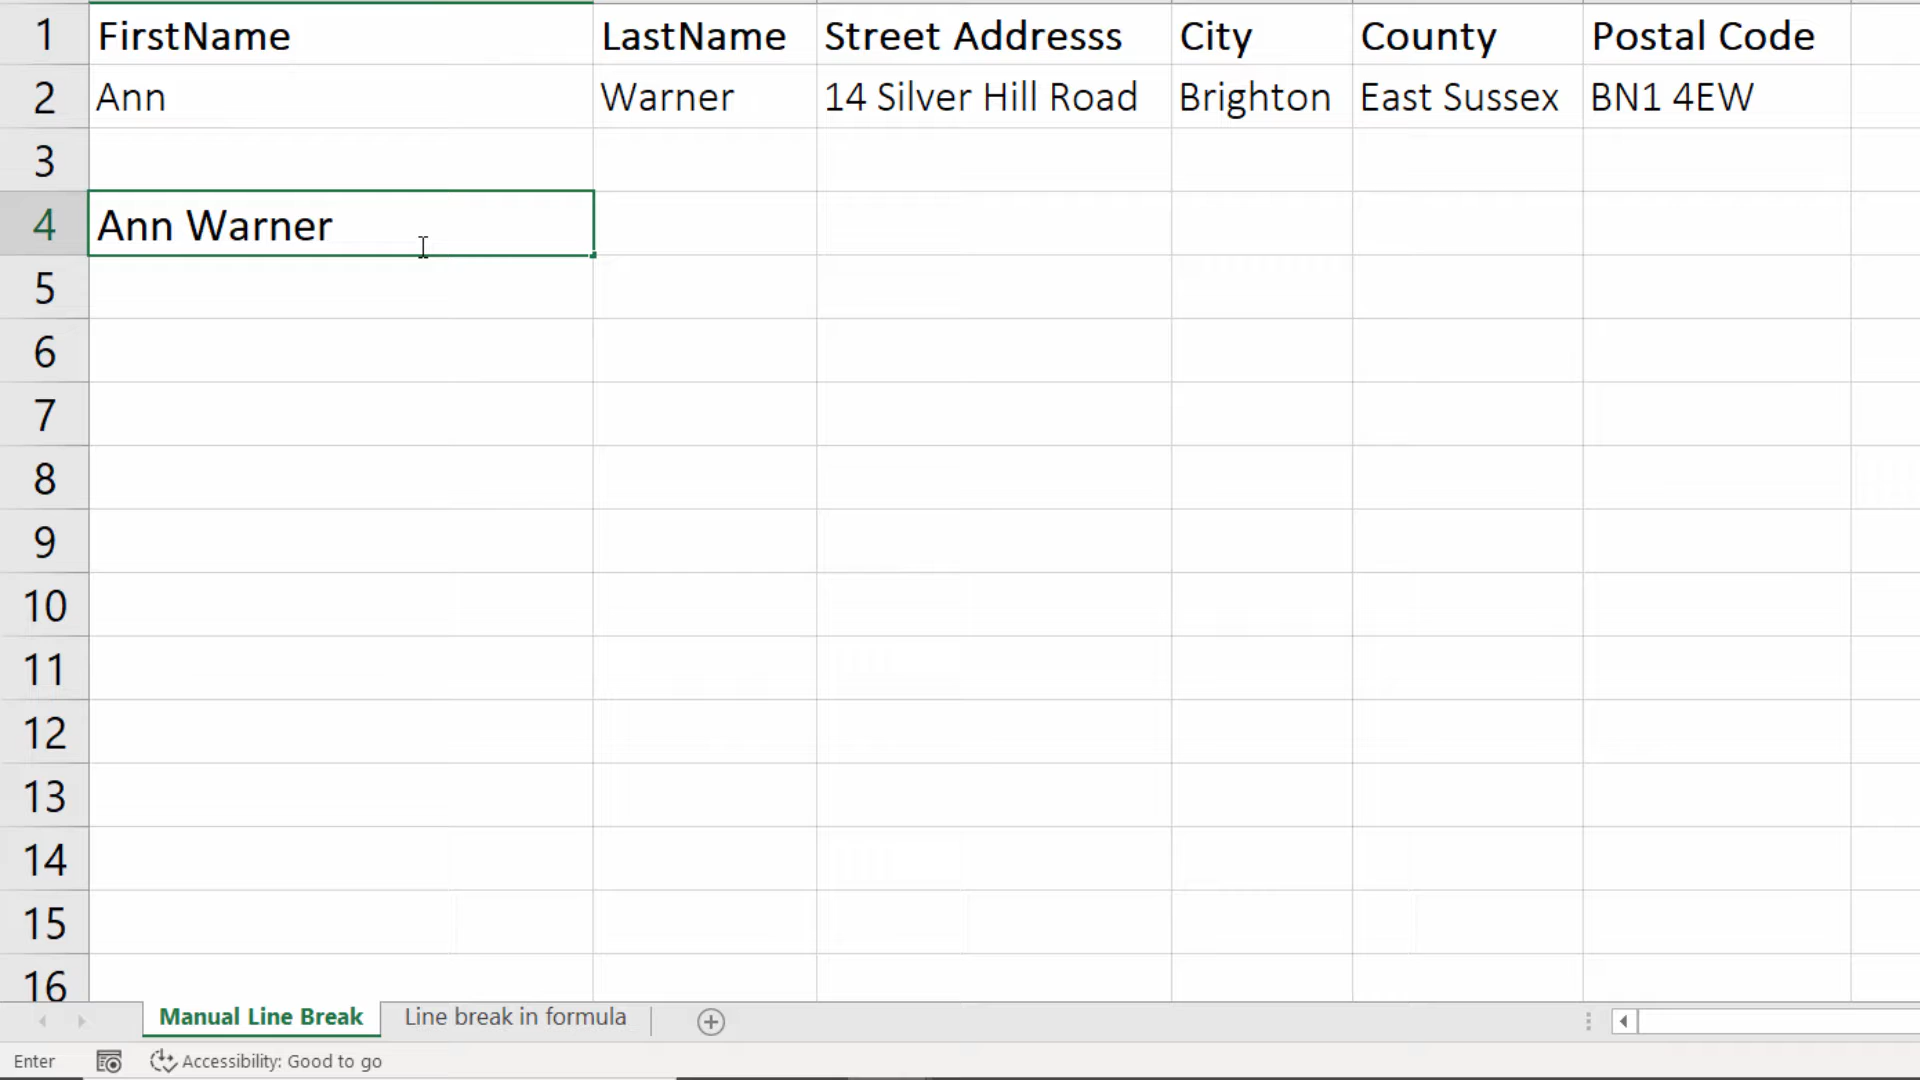 1 FirstName LastName Street Addresss City County Postal Code
2 Ann Warner 14 Silver Hill Road Brighton East Sussex BN1 4EW
3
4 Ann Warner
5
6
7
8
9
10
11
12
13
14
15
16
Manual Line Break Line break in formula
Enter Accessibility: Good to go